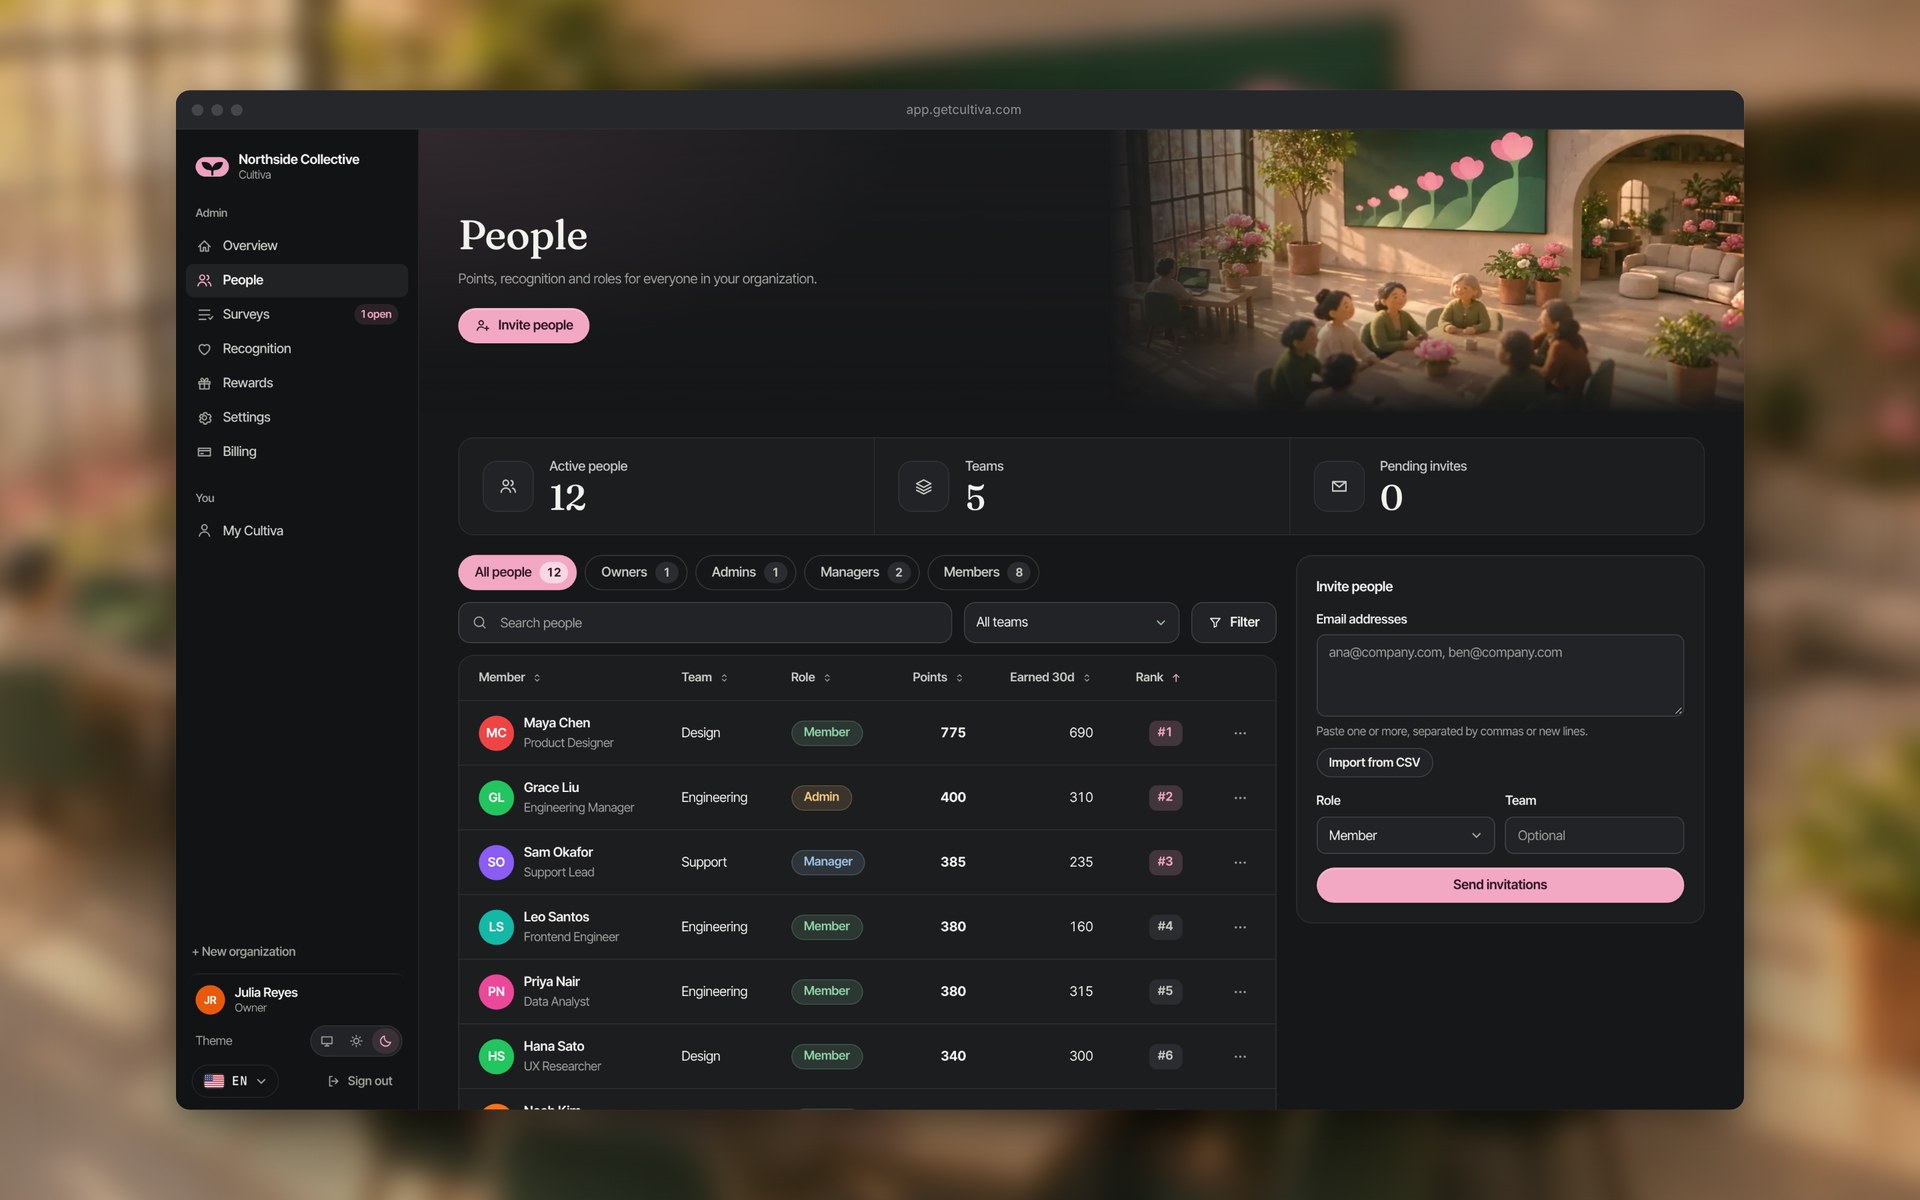 app.getcultiva.com
Northside Collective
Cultiva
Admin
Overview
People
Surveys 1 open
Recognition
Rewards
Settings
Billing
You
My Cultiva
+ New organization
JR Julia Reyes
Owner
Theme
EN Sign out
People
Points, recognition and roles for everyone in your organization.
Invite people
Active people
12
Teams
5
Pending invites
0
All people 12 Owners 1 Admins 1 Managers 2 Members 8
Search people All teams Filter
Member Team Role Points Earned 30d Rank
MC Maya Chen Design Member 775 690 #1
Product Designer
GL Grace Liu Engineering Admin 400 310 #2
Engineering Manager
SO Sam Okafor Support Manager 385 235 #3
Support Lead
LS Leo Santos Engineering Member 380 160 #4
Frontend Engineer
PN Priya Nair Engineering Member 380 315 #5
Data Analyst
HS Hana Sato Design Member 340 300 #6
UX Researcher
Invite people
Email addresses
ana@company.com, ben@company.com
Paste one or more, separated by commas or new lines.
Import from CSV
Role Team
Member Optional
Send invitations